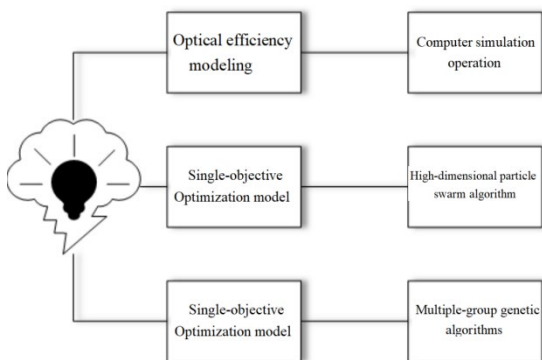 Optical efficiency
modeling
Computer simulation
operation
Single-objective
Optimization model
High-dimensional particle
swarm algorithm
Single-objective
Optimization model
Multiple-group genetic
algorithms